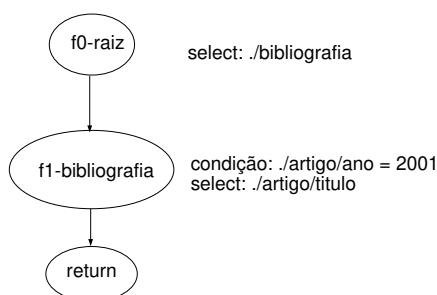 f0-raiz
select: ./bibliografia
f1-bibliografia
condição: ./artigo/ano = 2001
select: ./artigo/titulo
return